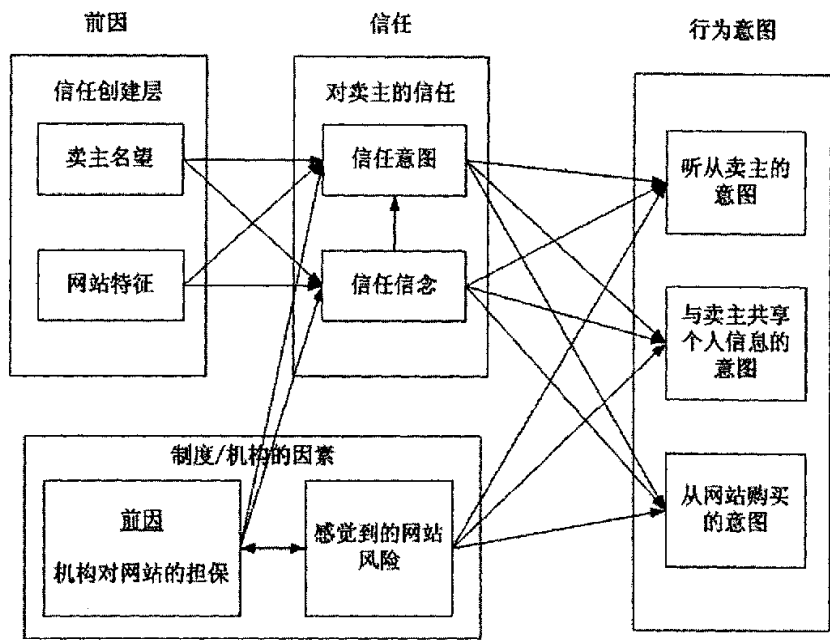 前因
信任
行为意图
信任创建层
卖主名望
网站特征
对卖主的信任
信任意图
信任信念
听从卖主的
意图
与卖主共享
个人信息的
意图
从网站购买
的意图
制度/机构的因素
前因
机构对网站的担保
感觉到的网站
风险